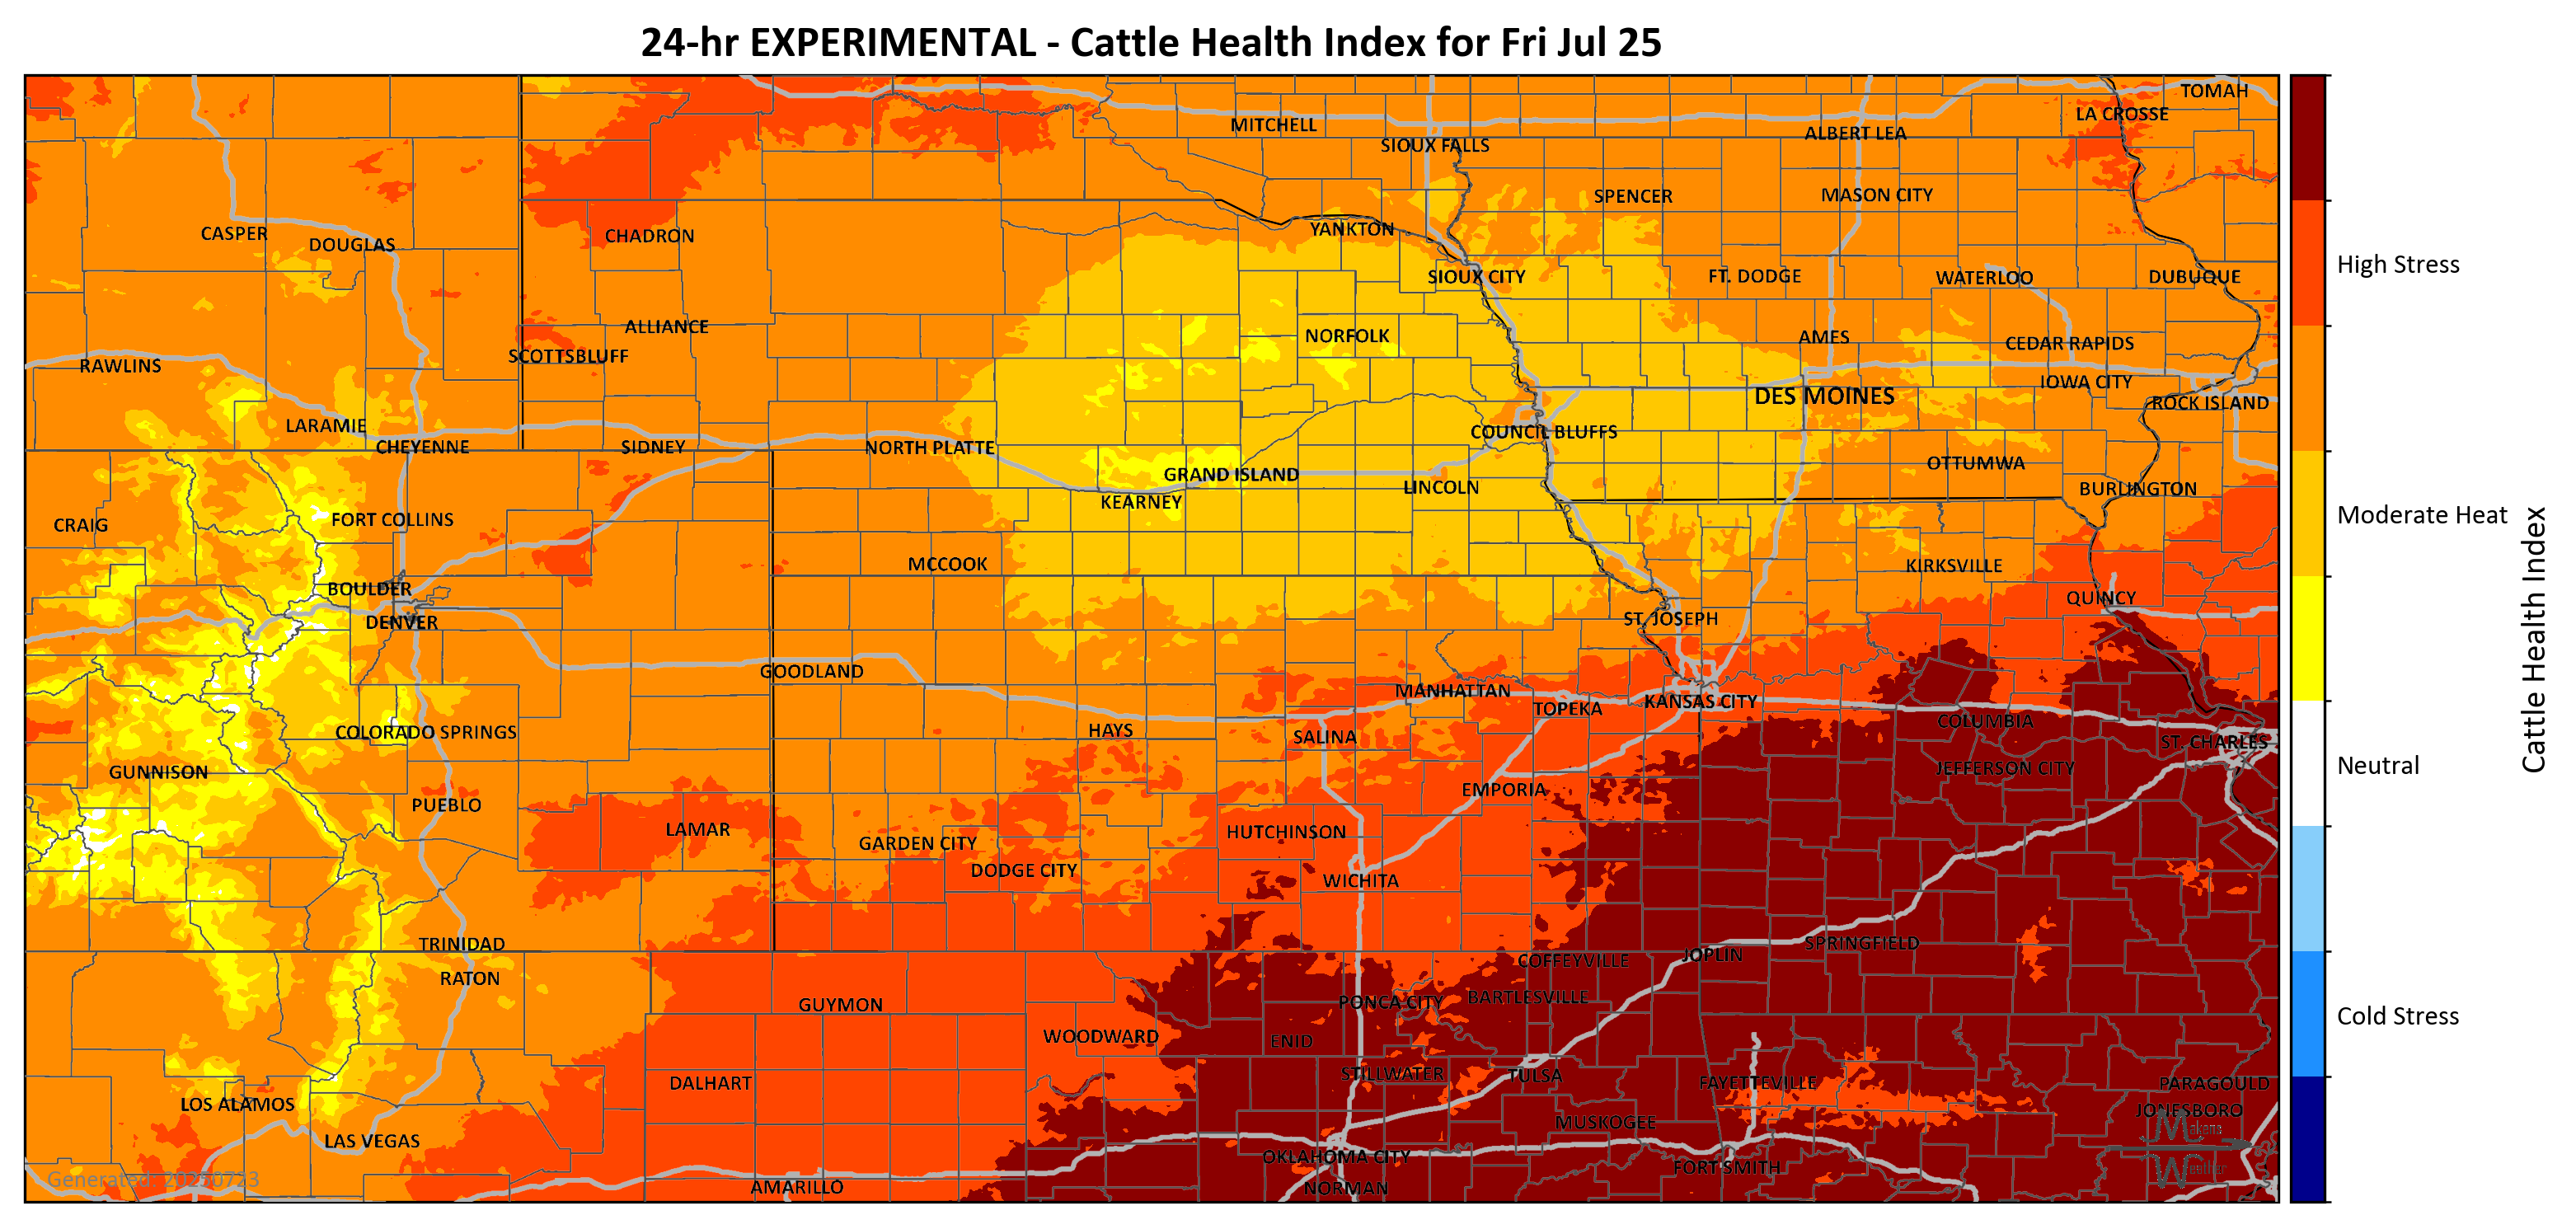 24-hr EXPERIMENTAL - Cattle Health Index for Fri Jul 25
TOMAH
LA CROSSE
MITCHELL
ALBERT LEA
SIOUX FALLS
SPENCER
MASON CITY
CASPER
DOUGLAS
CHADRON
YANKTON
SIOUX CITY
FT. DODGE
WATERLOO
DUBUQUE
High Stress
ALLIANCE
NORFOLK
AMES
CEDAR RAPIDS
SCOTTSBLUFF
RAWLINS
IOWA CITY
DES MOINES
ROCK ISLAND
LARAMIE
CHEYENNE
SIDNEY
NORTH PLATTE
COUNCIL BLUFFS
OTTUMWA
GRAND ISLAND
LINCOLN
BURLINGTON
KEARNEY
CRAIG
FORT COLLINS
Moderate Heat
MCCOOK
KIRKSVILLE
BOULDER
QUINCY
DENVER
ST. JOSEPH
Cattle Health Index
GOODLAND
MANHATTAN
KANSAS CITY
TOPEKA
COLUMBIA
COLORADO SPRINGS
HAYS
SALINA
ST. CHARLES
GUNNISON
JEFFERSON CITY
Neutral
EMPORIA
PUEBLO
LAMAR
HUTCHINSON
GARDEN CITY
DODGE CITY
WICHITA
TRINIDAD
SPRINGFIELD
JOPLIN
COFFEYVILLE
RATON
GUYMON
PONCA CITY
BARTLESVILLE
Cold Stress
WOODWARD
ENID
STILLWATER
TULSA
DALHART
FAYETTEVILLE
PARAGOULD
LOS ALAMOS
JONESBORO
MUSKOGEE
Makens
LAS VEGAS
OKLAHOMA CITY
FORT SMITH
Weather
Generated: 20250723
AMARILLO
NORMAN